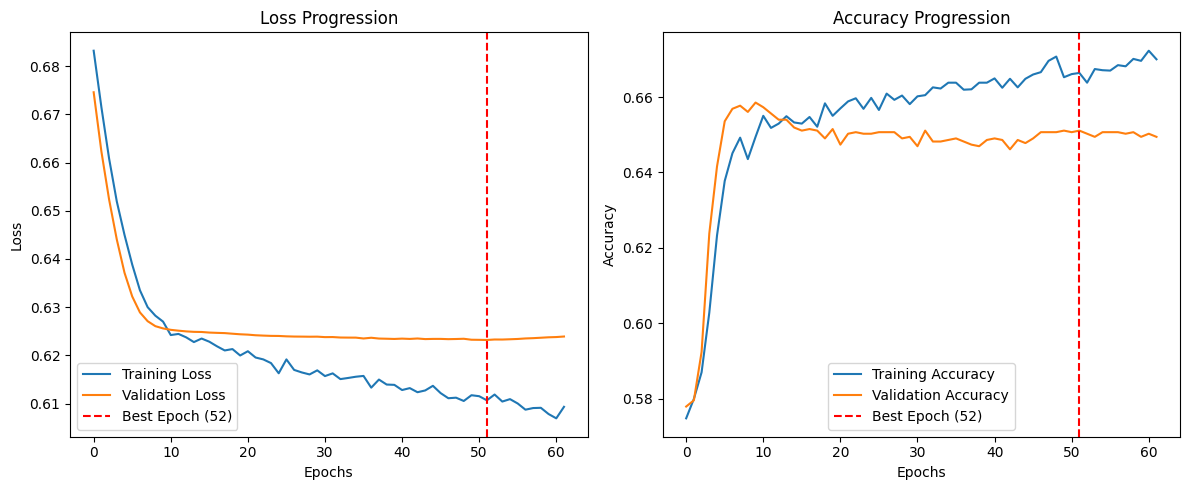 Loss Progression
Loss
0.68
0.67
0.66
0.65
0.64
0.63
0.62
0.61
Training Loss
Validation Loss
Best Epoch (52)
0 10 20 30 40 50 60
Epochs
Accuracy Progression
Accuracy
0.66
0.64
0.62
0.60
0.58
Training Accuracy
Validation Accuracy
Best Epoch (52)
0 10 20 30 40 50 60
Epochs